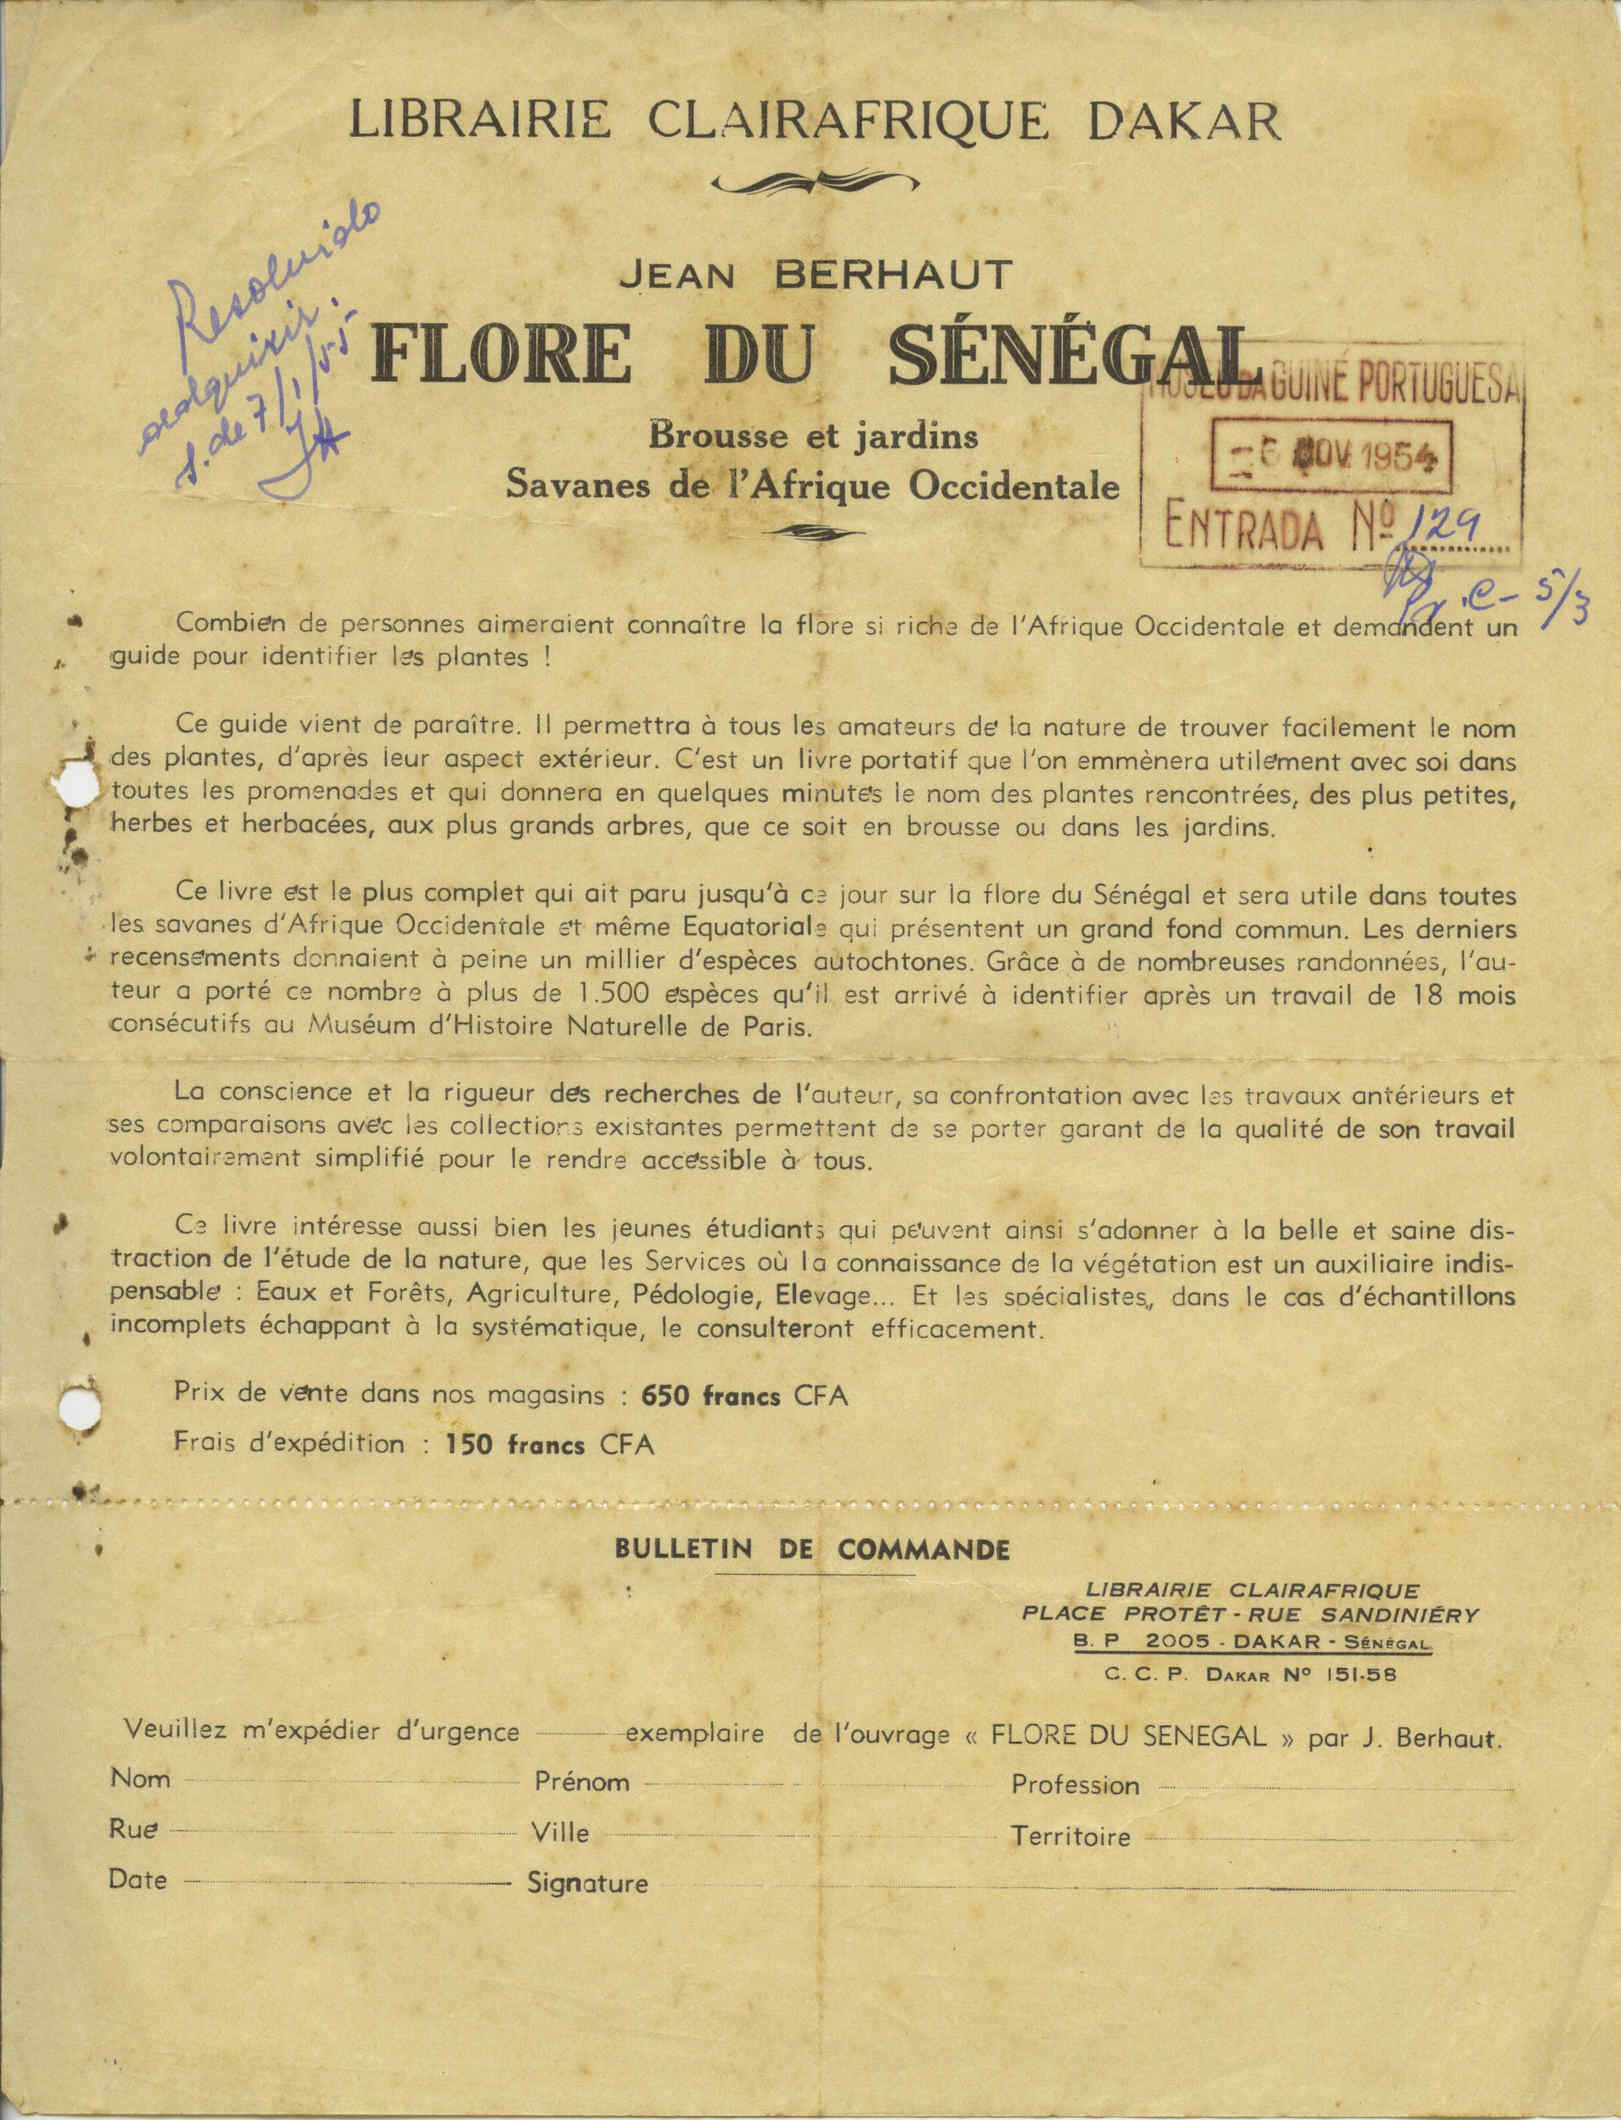 LIBRAIRIE CLAIRAFRIQUE DAKAR
Resolvido
adquirir.
s. de 7/1/55
JEAN BERHAUT
FLORE DU SÉNÉGAL
Brousse et jardins
Savanes de l'Afrique Occidentale
MUSEU DA GUINÉ PORTUGUESA
NOV. 1954
ENTRADA Nº 129
C-5/3
Combien de personnes aimeraient connaître la flore si riche de l'Afrique Occidentale et demandent un
guide pour identifier les plantes !
Ce guide vient de paraître. Il permettra à tous les amateurs de la nature de trouver facilement le nom
des plantes, d'après leur aspect extérieur. C'est un livre portatif que l'on emmènera utilement avec soi dans
toutes les promenades et qui donnera en quelques minutes le nom des plantes rencontrées, des plus petites,
herbes et herbacées, aux plus grands arbres, que ce soit en brousse ou dans les jardins.
Ce livre est le plus complet qui ait paru jusqu'à ce jour sur la flore du Sénégal et sera utile dans toutes
les savanes d'Afrique Occidentale et même Equatoriale qui présentent un grand fond commun. Les derniers
recensements donnaient à peine un millier d'espèces autochtones. Grâce à de nombreuses randonnées, l'au-
teur a porté ce nombre à plus de 1.500 espèces qu'il est arrivé à identifier après un travail de 18 mois
consécutifs au Muséum d'Histoire Naturelle de Paris.
La conscience et la rigueur des recherches de l'auteur, sa confrontation avec les travaux antérieurs et
ses comparaisons avec les collections existantes permettent de se porter garant de la qualité de son travail
volontairement simplifié pour le rendre accessible à tous.
Ce livre intéresse aussi bien les jeunes étudiants qui peuvent ainsi s'adonner à la belle et saine dis-
traction de l'étude de la nature, que les Services où la connaissance de la végétation est un auxiliaire indis-
pensable : Eaux et Forêts, Agriculture, Pédologie, Elevage... Et les spécialistes,, dans le cas d'échantillons
incomplets échappant à la systématique, le consulteront efficacement.
Prix de vente dans nos magasins : 650 francs CFA
Frais d'expédition : 150 francs CFA
BULLETIN DE COMMANDE
LIBRAIRIE CLAIRAFRIQUE
PLACE PROTÊT - RUE SANDINIÉRY
B. P 2005 - DAKAR - SÉNÉGAL
C. C. P. DAKAR Nº 151-58
Veuillez m'expédier d'urgence exemplaire de l'ouvrage « FLORE DU SENEGAL » par J. Berhaut.
Nom Prénom Profession
Rue Ville Territoire
Date Signature